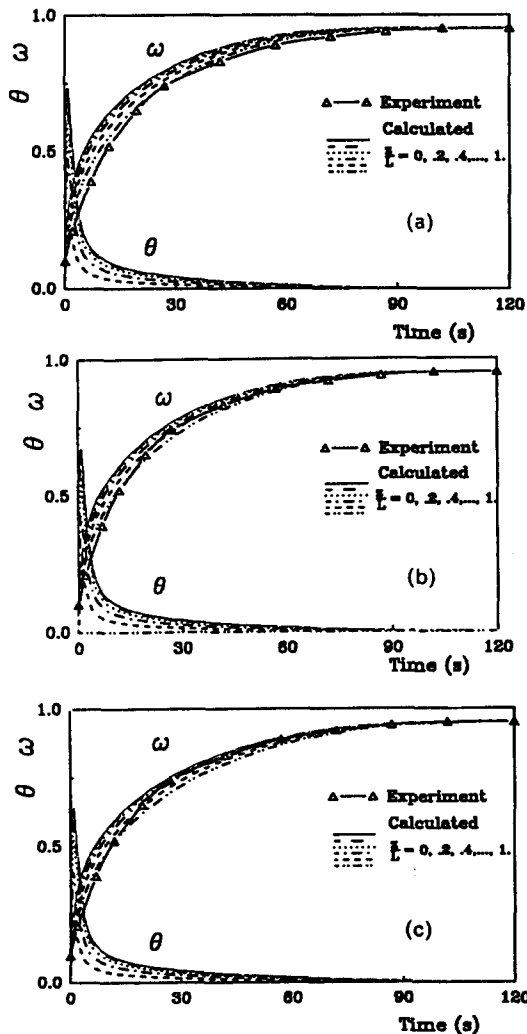 1.0
θ ω
ω
Experiment
Calculated
0.5
x/L = 0, .2, .4,..., 1.
(a)
θ
0.0
0 30 60 90 120
Time (s)
1.0
θ ω
ω
Experiment
Calculated
0.5
x/L = 0, .2, .4,..., 1.
(b)
θ
0.0
0 30 60 90 120
Time (s)
1.0
θ ω
ω
Experiment
Calculated
0.5
x/L = 0, .2, .4,..., 1.
(c)
θ
0.0
0 30 60 90 120
Time (s)